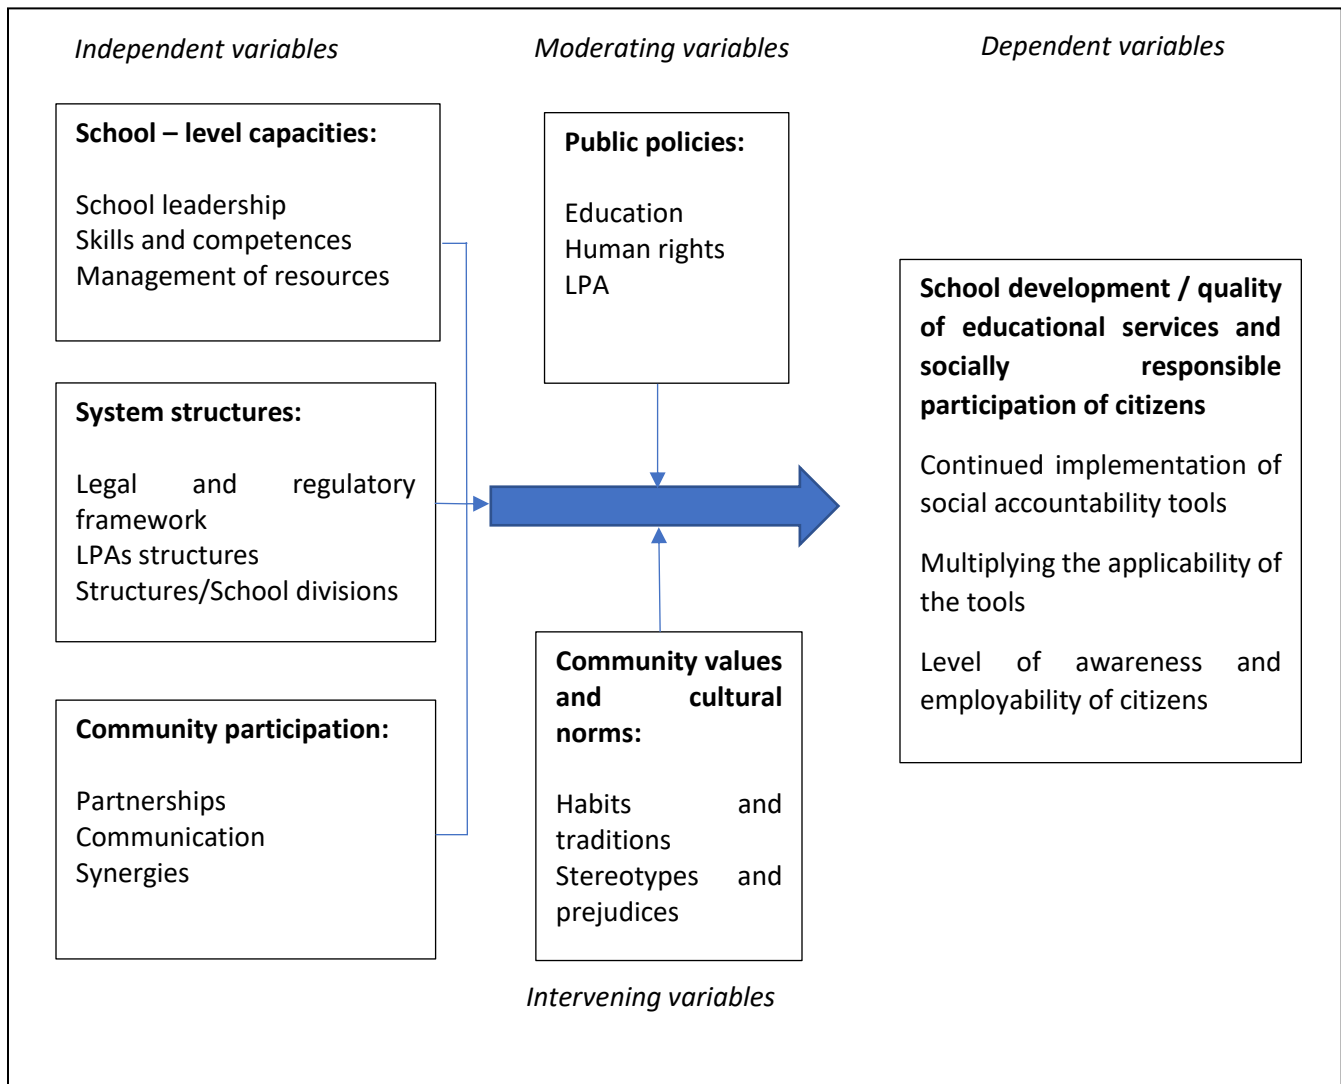 Independent variables
Moderating variables
Dependent variables
School – level capacities:
School leadership
Skills and competences
Management of resources
System structures:
Legal and regulatory
framework
LPAs structures
Structures/School divisions
Community participation:
Partnerships
Communication
Synergies
Public policies:
Education
Human rights
LPA
Community values
and cultural
norms:
Habits and
traditions
Stereotypes and
prejudices
Intervening variables
School development / quality
of educational services and
socially responsible
participation of citizens
Continued implementation of
social accountability tools
Multiplying the applicability of
the tools
Level of awareness and
employability of citizens